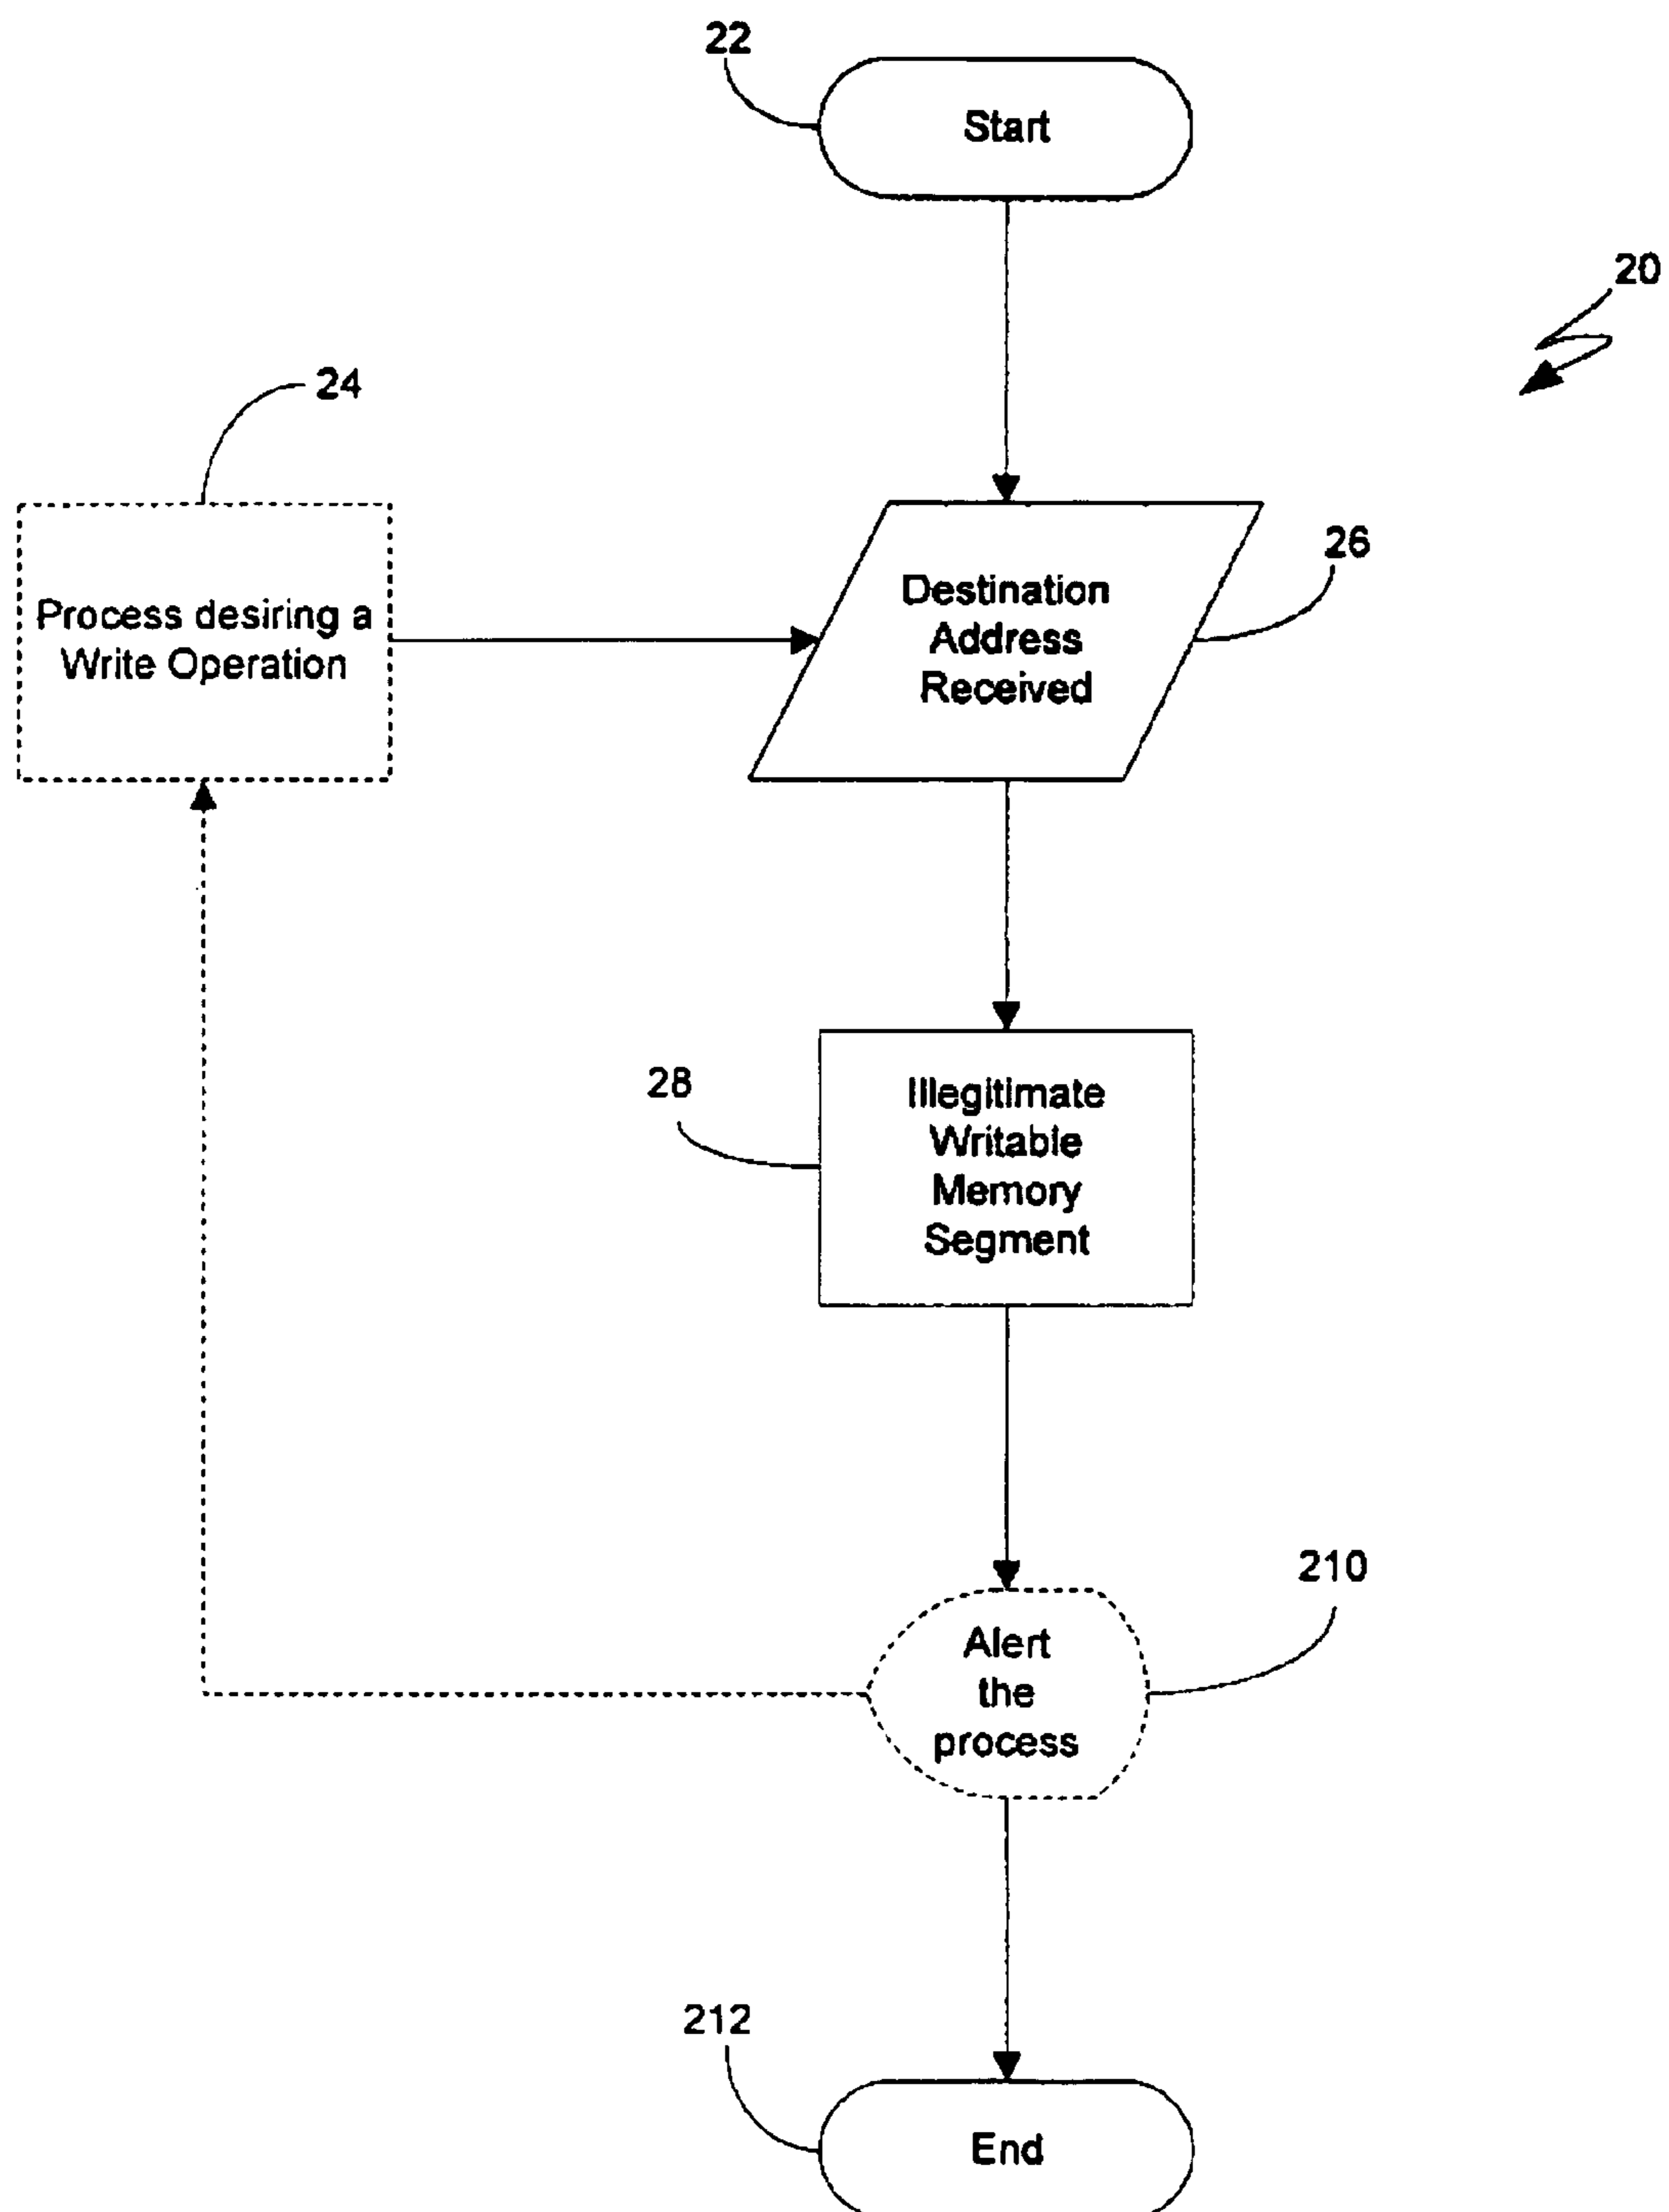 22
Start
20
24
Process desiring a
Write Operation
26
Destination
Address
Received
28
Illegitimate
Writable
Memory
Segment
210
Alert
the
process
212
End